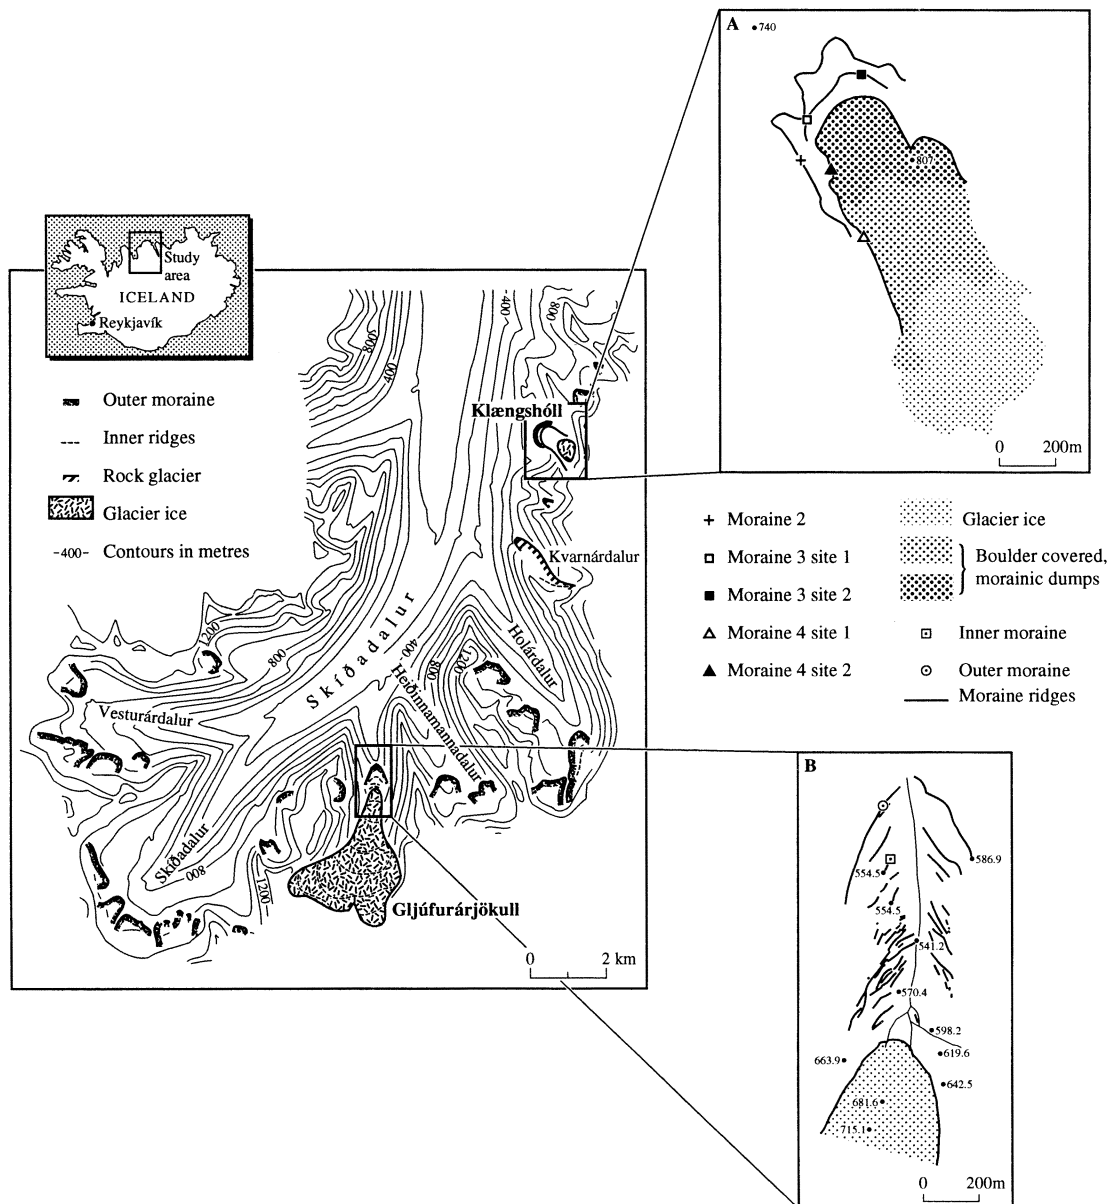 A
740
807
0 200m
Study
area
ICELAND
Reykjavík
Outer moraine
Inner ridges
Rock glacier
Glacier ice
-400- Contours in metres
800
400
400
800
Klængshóll
Kvarnárdalur
Holárdalur
1200
800
400
Skíðadalur
Heiðinnamannadalur
800
1200
Vesturárdalur
Skíðadalur
800
1200
Gljúfurárjökull
0 2 km
Moraine 2
Moraine 3 site 1
Moraine 3 site 2
Moraine 4 site 1
Moraine 4 site 2
Glacier ice
Boulder covered,
morainic dumps
Inner moraine
Outer moraine
Moraine ridges
B
586.9
554.5
554.5
541.2
570.4
598.2
619.6
663.9
642.5
681.6
715.1
0 200m